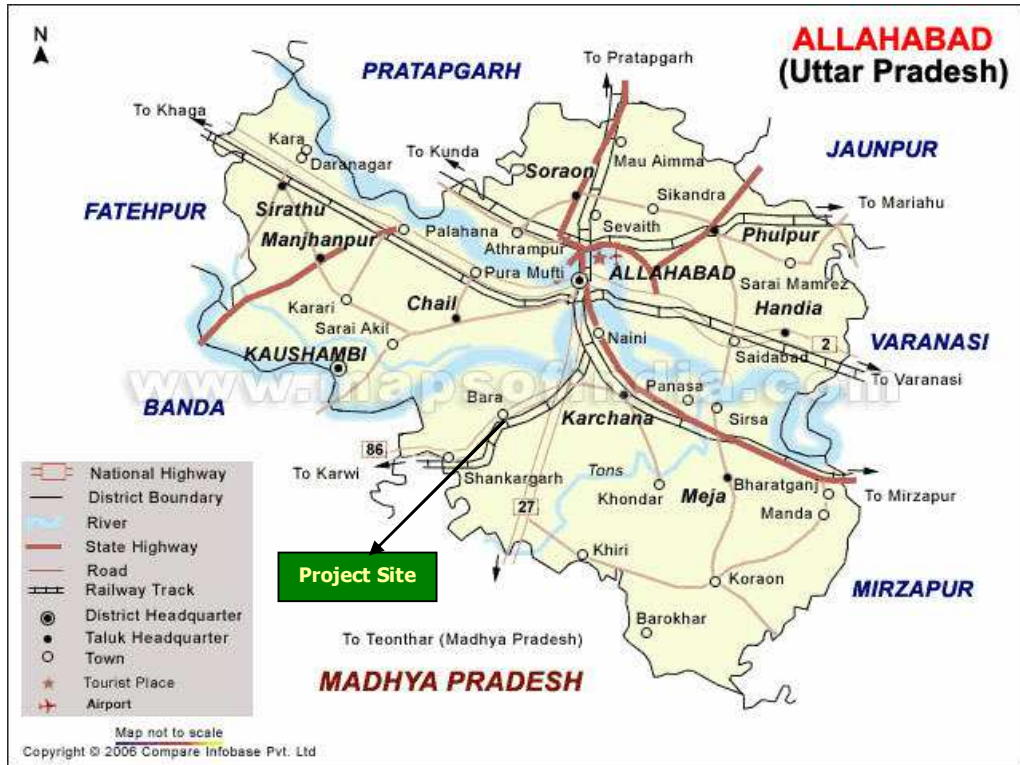 N
ALLAHABAD
(Uttar Pradesh)
PRATAPGARH
To Pratapgarh
To Khaga
Kara
Daranagar
To Kunda
Mau Aimma
JAUNPUR
Soraon
Sikandra
To Mariahu
FATEHPUR
Sirathu
Sevaith
Palahana
Athrampur
Phulpur
Manjhanpur
Pura Mufti
ALLAHABAD
Sarai Mamrez
Karari
Chail
Handia
Sarai Akil
Naini
Saidabad
2
VARANASI
KAUSHAMBI
To Varanasi
www.mapsofindia.com
BANDA
Bara
Panasa
Karchana
Sirsa
86
To Karwi
Shankargarh
Tons
Khondar
Meja
Bharatganj
To Mirzapur
27
Manda
Khiri
Koraon
MIRZAPUR
Barokhar
Project Site
To Teonthar (Madhya Pradesh)
MADHYA PRADESH
National Highway
District Boundary
River
State Highway
Road
Railway Track
District Headquarter
Taluk Headquarter
Town
Tourist Place
Airport
Map not to scale
Copyright © 2006 Compare Infobase Pvt. Ltd